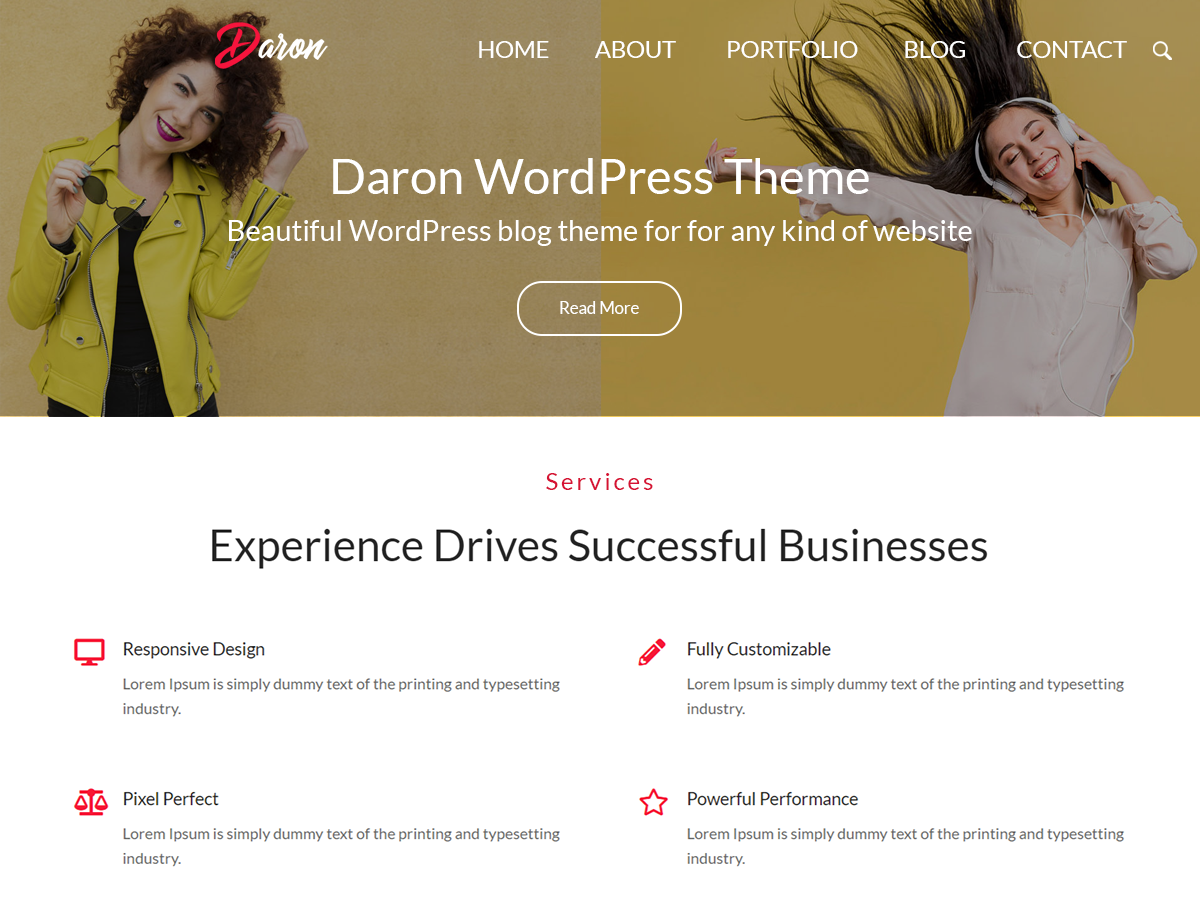 Daron
HOME ABOUT PORTFOLIO BLOG CONTACT
Daron WordPress Theme
Beautiful WordPress blog theme for for any kind of website
Read More
Services
Experience Drives Successful Businesses
Responsive Design
Lorem Ipsum is simply dummy text of the printing and typesetting
industry.
Fully Customizable
Lorem Ipsum is simply dummy text of the printing and typesetting
industry.
Pixel Perfect
Lorem Ipsum is simply dummy text of the printing and typesetting
industry.
Powerful Performance
Lorem Ipsum is simply dummy text of the printing and typesetting
industry.